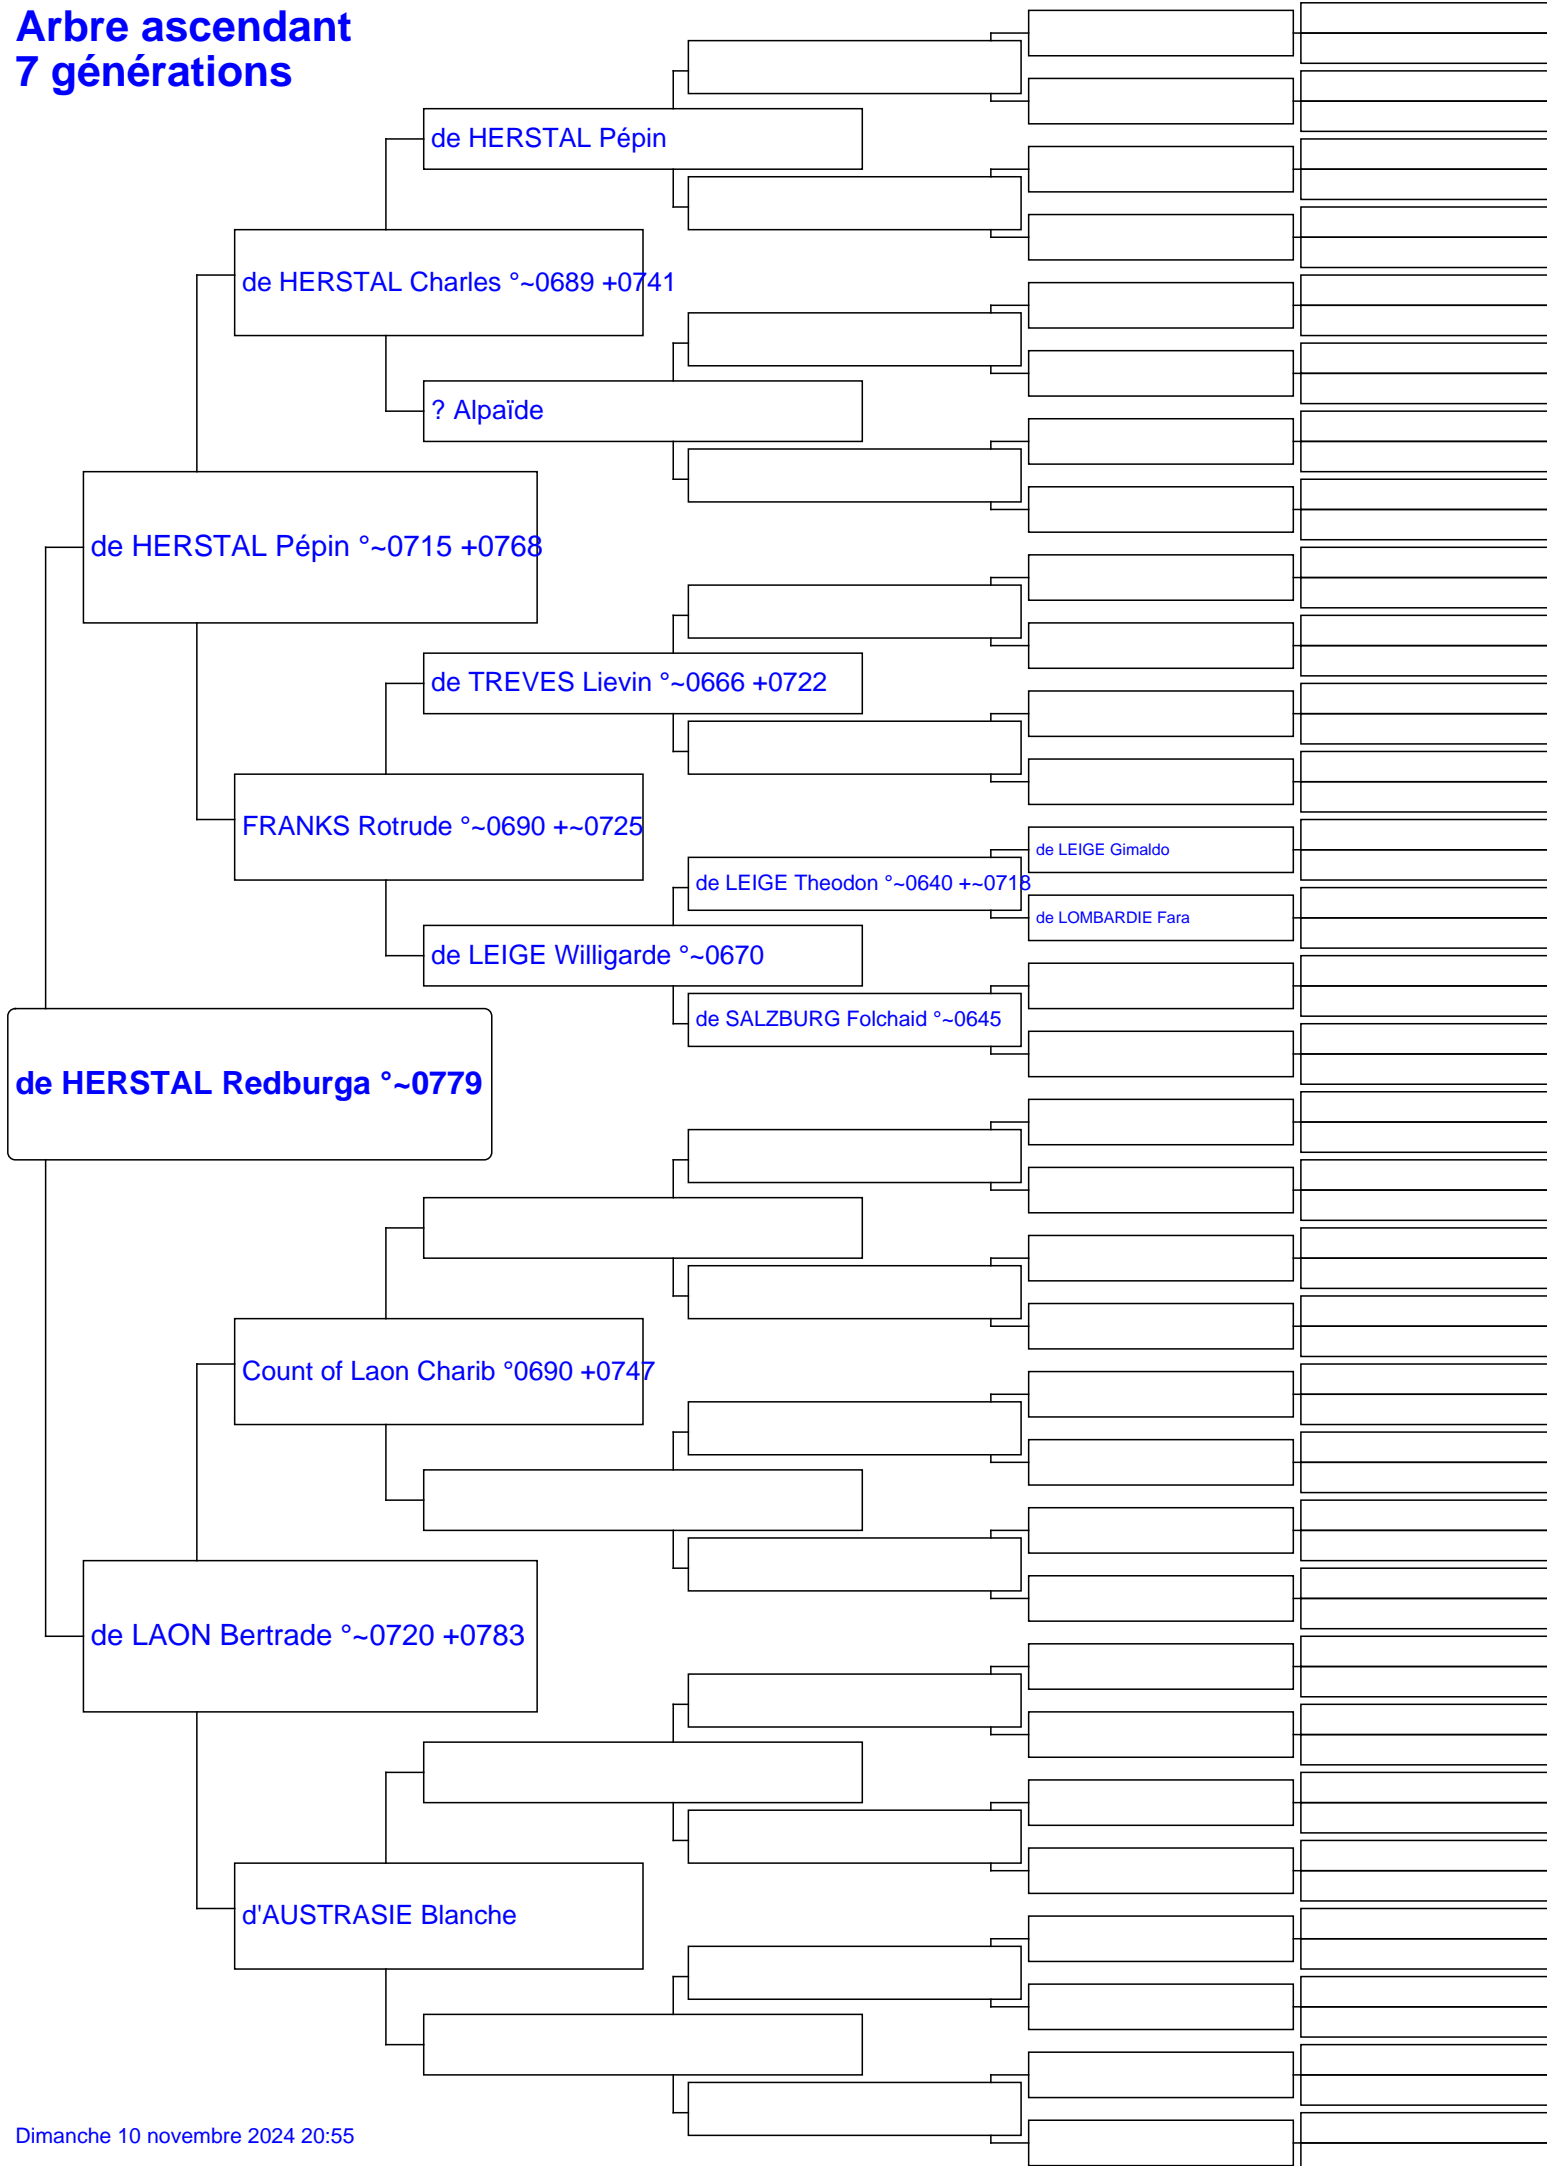 Arbre ascendant
7 générations
de HERSTAL Pépin
de HERSTAL Charles °~0689 +0741
? Alpaïde
de HERSTAL Pépin °~0715 +0768
de TREVES Lievin °~0666 +0722
FRANKS Rotrude °~0690 +~0725
de LEIGE Gimaldo
de LEIGE Theodon °~0640 +~0718
de LOMBARDIE Fara
de LEIGE Willigarde °~0670
de SALZBURG Folchaid °~0645
de HERSTAL Redburga °~0779
Count of Laon Charib °0690 +0747
de LAON Bertrade °~0720 +0783
d'AUSTRASIE Blanche
Dimanche 10 novembre 2024 20:55